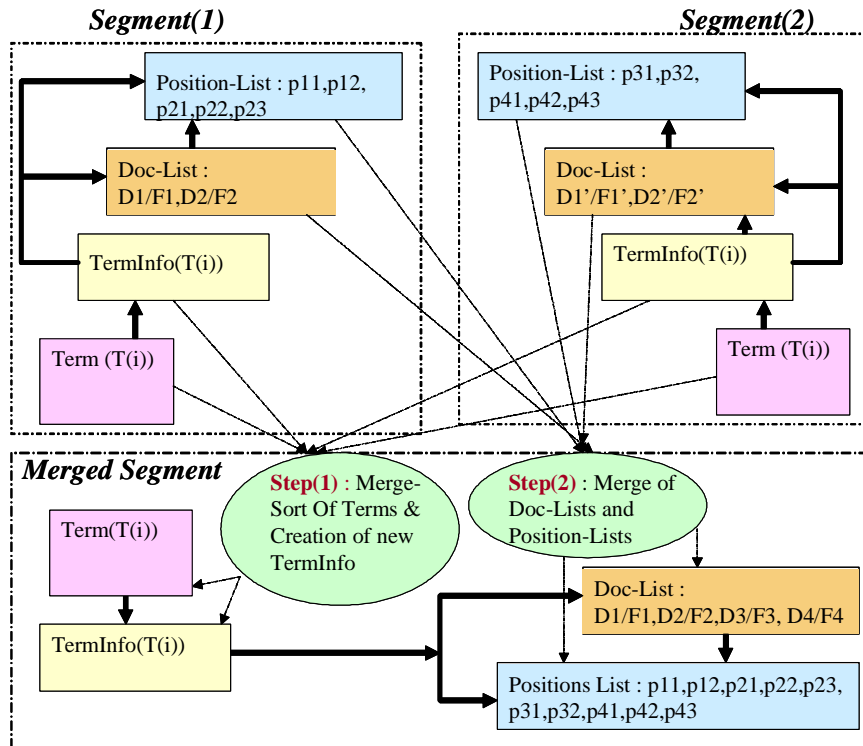 Segment(1)
Position-List : p11,p12,
p21,p22,p23
Doc-List :
D1/F1,D2/F2
TermInfo(T(i))
Term (T(i))
Segment(2)
Position-List : p31,p32,
p41,p42,p43
Doc-List :
D1’/F1’,D2’/F2’
TermInfo(T(i))
Term (T(i))
Merged Segment
Step(1) : Merge-
Sort Of Terms &
Creation of new
TermInfo
Step(2) : Merge of
Doc-Lists and
Position-Lists
Term(T(i))
TermInfo(T(i))
Doc-List :
D1/F1,D2/F2,D3/F3, D4/F4
Positions List : p11,p12,p21,p22,p23,
p31,p32,p41,p42,p43